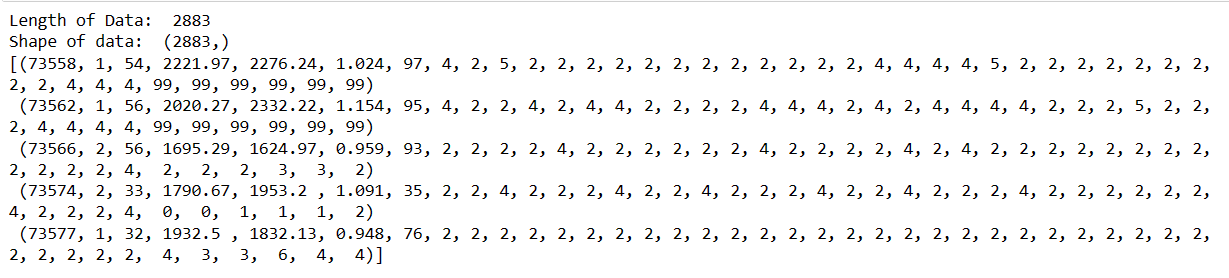 Length of Data:  2883
Shape of data:  (2883,)
[(73558, 1, 54, 2221.97, 2276.24, 1.024, 97, 4, 2, 5, 2, 2, 2, 2, 2, 2, 2, 2, 2, 2, 2, 2, 4, 4, 4, 4, 5, 2, 2, 2, 2, 2, 2, 2,
2, 2, 4, 4, 4, 99, 99, 99, 99, 99, 99)
(73562, 1, 56, 2020.27, 2332.22, 1.154, 95, 4, 2, 2, 4, 2, 4, 4, 2, 2, 2, 2, 4, 4, 4, 2, 4, 2, 4, 4, 4, 4, 2, 2, 2, 5, 2, 2,
2, 4, 4, 4, 4, 99, 99, 99, 99, 99, 99)
(73566, 2, 56, 1695.29, 1624.97, 0.959, 93, 2, 2, 2, 2, 4, 2, 2, 2, 2, 2, 2, 4, 2, 2, 2, 2, 4, 2, 4, 2, 2, 2, 2, 2, 2, 2, 2,
2, 2, 2, 2, 4,  2,  2,  2,  3,  3,  2)
(73574, 2, 33, 1790.67, 1953.2 , 1.091, 35, 2, 2, 4, 2, 2, 2, 4, 2, 2, 4, 2, 2, 2, 4, 2, 2, 4, 2, 2, 2, 4, 2, 2, 2, 2, 2, 2,
4, 2, 2, 2, 4,  0,  0,  1,  1,  1,  2)
(73577, 1, 32, 1932.5 , 1832.13, 0.948, 76, 2, 2, 2, 2, 2, 2, 2, 2, 2, 2, 2, 2, 2, 2, 2, 2, 2, 2, 2, 2, 2, 2, 2, 2, 2, 2, 2,
2, 2, 2, 2, 2,  4,  3,  3,  6,  4,  4)]